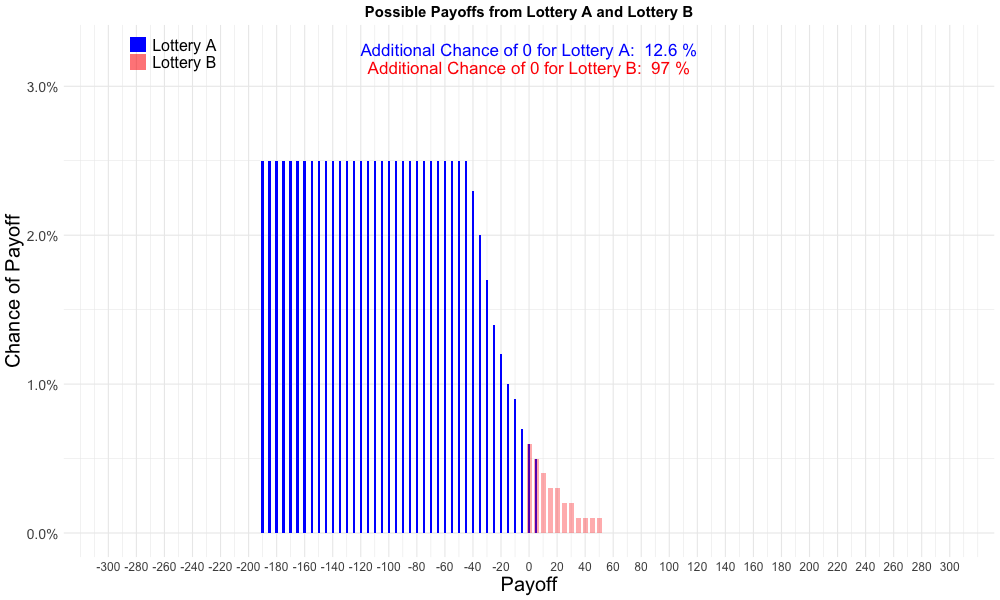 Possible Payoffs from Lottery A and Lottery B
Lottery A
Lottery B
Additional Chance of 0 for Lottery A: 12.6 %
Additional Chance of 0 for Lottery B: 97 %
Chance of Payoff
3.0%
2.0%
1.0%
0.0%
-300 -280 -260 -240 -220 -200 -180 -160 -140 -120 -100 -80 -60 -40 -20 0 20 40 60 80 100 120 140 160 180 200 220 240 260 280 300
Payoff